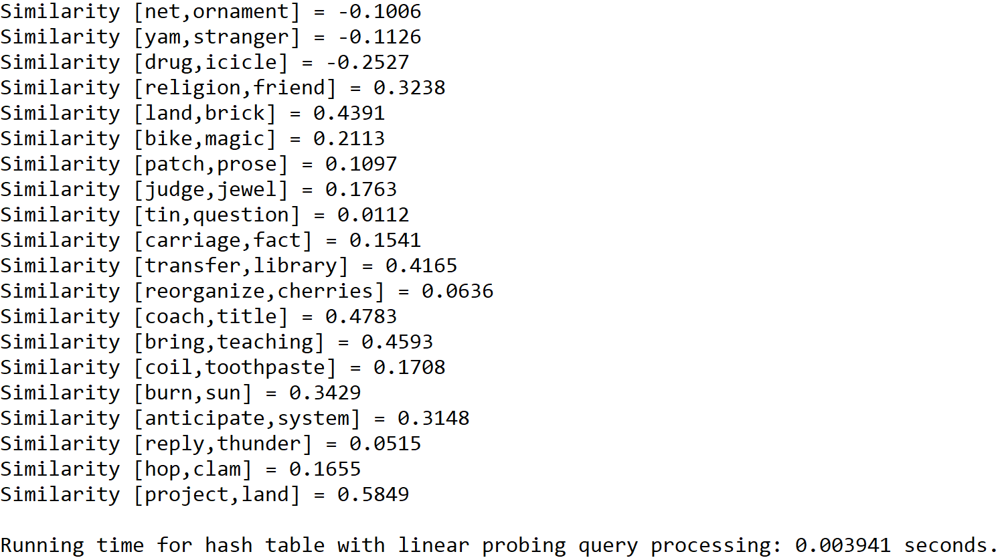 Similarity [net,ornament] = -0.1006
Similarity [yam,stranger] = -0.1126
Similarity [drug,icicle] = -0.2527
Similarity [religion,friend] = 0.3238
Similarity [land,brick] = 0.4391
Similarity [bike,magic] = 0.2113
Similarity [patch,prose] = 0.1097
Similarity [judge,jewel] = 0.1763
Similarity [tin,question] = 0.0112
Similarity [carriage,fact] = 0.1541
Similarity [transfer,library] = 0.4165
Similarity [reorganize,cherries] = 0.0636
Similarity [coach,title] = 0.4783
Similarity [bring,teaching] = 0.4593
Similarity [coil,toothpaste] = 0.1708
Similarity [burn,sun] = 0.3429
Similarity [anticipate,system] = 0.3148
Similarity [reply,thunder] = 0.0515
Similarity [hop,clam] = 0.1655
Similarity [project,land] = 0.5849
Running time for hash table with linear probing query processing: 0.003941 seconds.